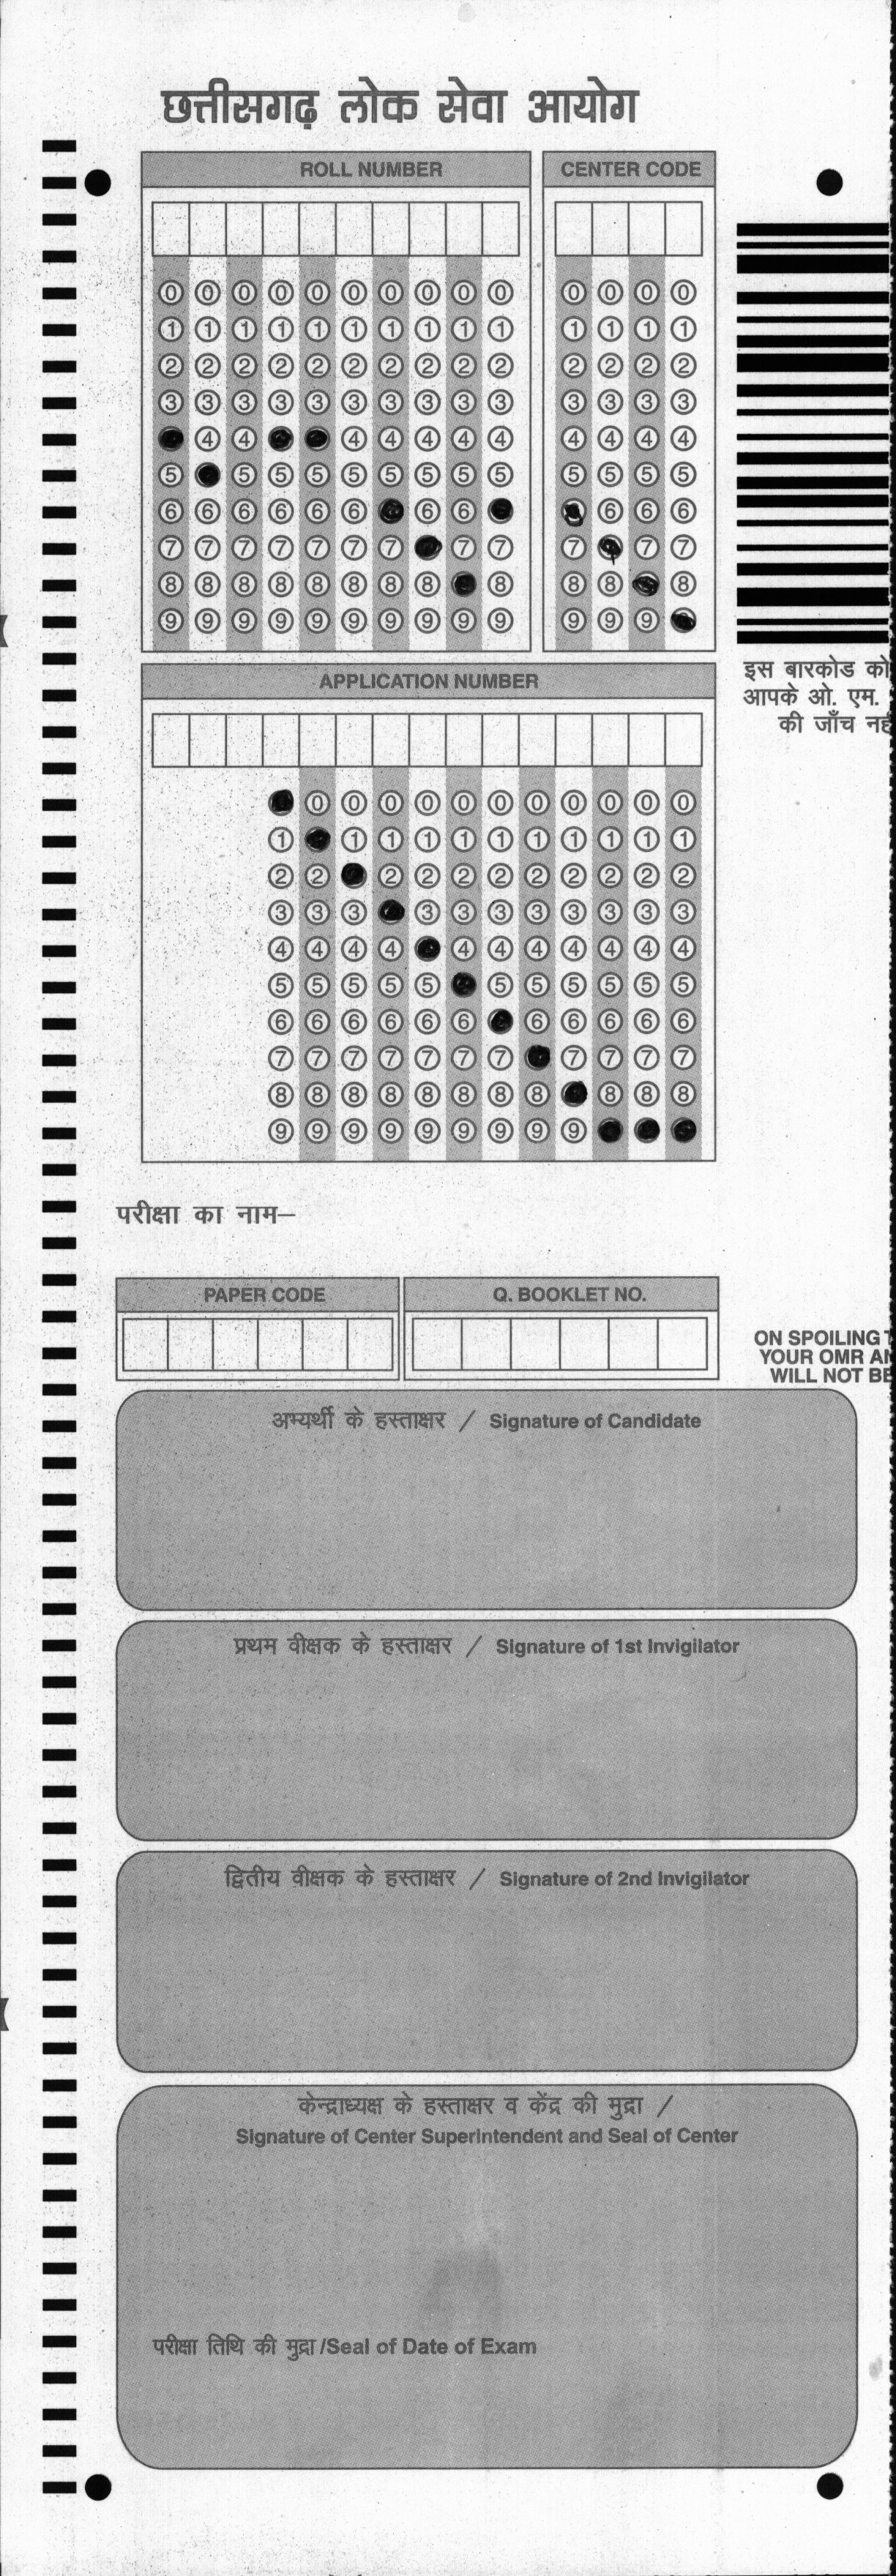 छत्तीसगढ़ लोक सेवा आयोग
ROLL NUMBER
CENTER CODE
0 0 0 0 0 0 0 0 0 0 0 0 0 0
1 1 1 1 1 1 1 1 1 1 1 1 1 1
2 2 2 2 2 2 2 2 2 2 2 2 2 2
3 3 3 3 3 3 3 3 3 3 3 3 3 3
4 4 4 4 4 4 4 4 4 4 4
5 5 5 5 5 5 5 5 5 5 5 5 5
6 6 6 6 6 6 6 6 6 6 6
7 7 7 7 7 7 7 7 7 7 7 7
8 8 8 8 8 8 8 8 8 8 8 8
9 9 9 9 9 9 9 9 9 9 9 9 9
इस बारकोड को
आपके ओ. एम.
की जाँच नहीं
APPLICATION NUMBER
0 0 0 0 0 0 0 0 0 0 0
1 1 1 1 1 1 1 1 1 1 1
2 2 2 2 2 2 2 2 2 2 2
3 3 3 3 3 3 3 3 3 3 3
4 4 4 4 4 4 4 4 4 4 4
5 5 5 5 5 5 5 5 5 5 5
6 6 6 6 6 6 6 6 6 6 6
7 7 7 7 7 7 7 7 7 7 7
8 8 8 8 8 8 8 8 8 8 8
9 9 9 9 9 9 9 9 9
परीक्षा का नाम–
PAPER CODE
Q. BOOKLET NO.
ON SPOILING
YOUR OMR
WILL NOT BE
अभ्यर्थी के हस्ताक्षर / Signature of Candidate
प्रथम वीक्षक के हस्ताक्षर / Signature of 1st Invigilator
द्वितीय वीक्षक के हस्ताक्षर / Signature of 2nd Invigilator
केन्द्राध्यक्ष के हस्ताक्षर व केंद्र की मुद्रा /
Signature of Center Superintendent and Seal of Center
परीक्षा तिथि की मुद्रा/Seal of Date of Exam